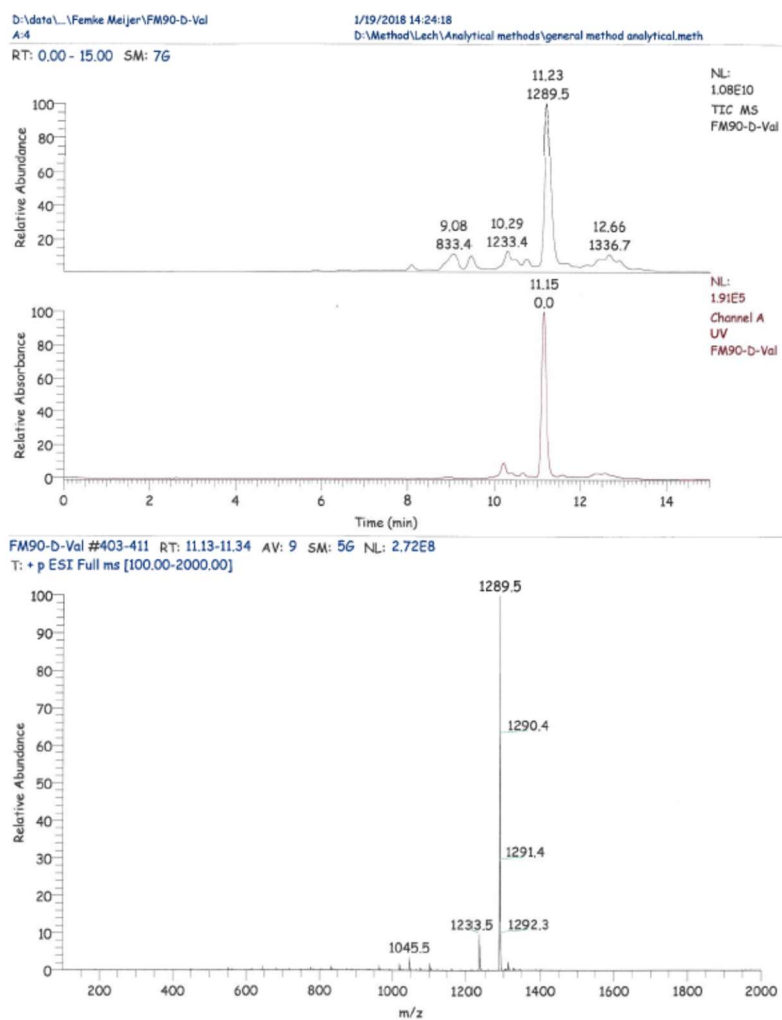 D:\data\...\Femke Meijer\FM90-D-Val 1/19/2018 14:24:18
A:4 D:\Method\Lech\Analytical methods\general method analytical.meth
RT: 0.00 - 15.00 SM: 7G
NL:
1.08E10
TIC MS
FM90-D-Val
Relative Abundance
100
80
60
40
20
9.08
833.4
10.29
1233.4
11.23
1289.5
12.66
1336.7
NL:
1.91E5
Channel A
UV
FM90-D-Val
Relative Absorbance
100
80
60
40
20
0
11.15
0.0
0 2 4 6 8 10 12 14
Time (min)
FM90-D-Val #403-411 RT: 11.13-11.34 AV: 9 SM: 5G NL: 2.72E8
T: + p ESI Full ms [100.00-2000.00]
Relative Abundance
100
90
80
70
60
50
40
30
20
10
0
1289.5
1290.4
1291.4
1292.3
1233.5
1045.5
200 400 600 800 1000 1200 1400 1600 1800 2000
m/z